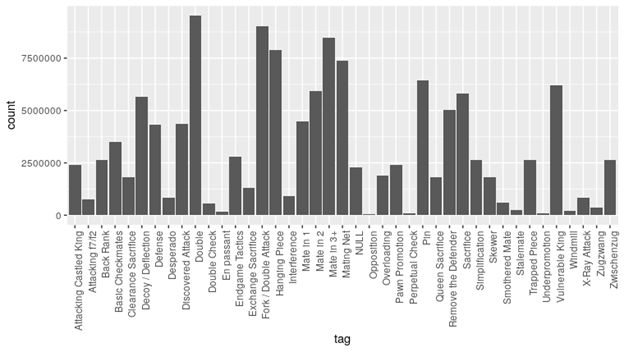 count
7500000
5000000
2500000
0
Attacking Castled King
Attacking f7/f2
Back Rank
Basic Checkmates
Clearance Sacrifice
Decoy / Deflection
Defense
Desperado
Discovered Attack
Double
Double Check
En passant
Endgame Tactics
Exchange Sacrifice
Fork / Double Attack
Hanging Piece
Interference
Mate in 1
Mate in 2
Mate in 3+
Mating Net
NULL
Opposition
Overloading
Pawn Promotion
Perpetual Check
Pin
Queen Sacrifice
Remove the Defender
Sacrifice
Simplification
Skewer
Smothered Mate
Stalemate
Trapped Piece
Underpromotion
Vulnerable King
Windmill
X-Ray Attack
Zugzwang
Zwischenzug
tag